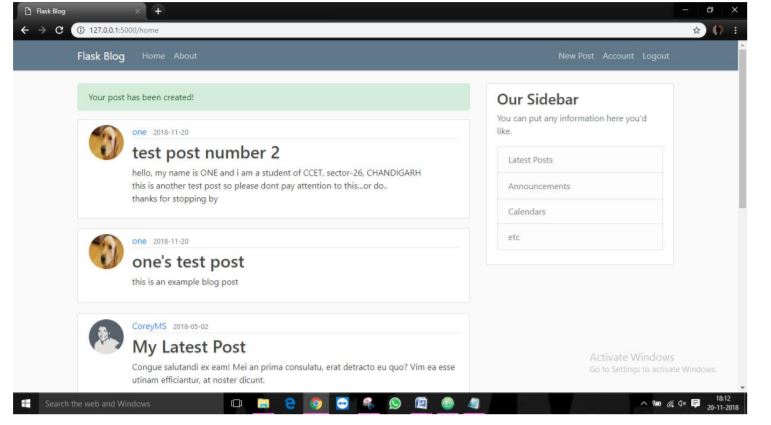 Flask Blog
127.0.0.1:5000/home
Flask Blog Home About New Post Account Logout
Your post has been created!
one 2018-11-20
test post number 2
hello, my name is ONE and i am a student of CCET, sector-26, CHANDIGARH
this is another test post so please dont pay attention to this...or do..
thanks for stopping by
one 2018-11-20
one's test post
this is an example blog post
CoreyMS 2018-05-02
My Latest Post
Congue salutandi ex eam! Mei an prima consulatu, erat detracto eu quo? Vim ea esse
utinam efficiantur, at noster dicunt.
Our Sidebar
You can put any information here you'd
like.
Latest Posts
Announcements
Calendars
etc
Activate Windows
Go to Settings to activate Windows.
Search the web and Windows
18:12
20-11-2018